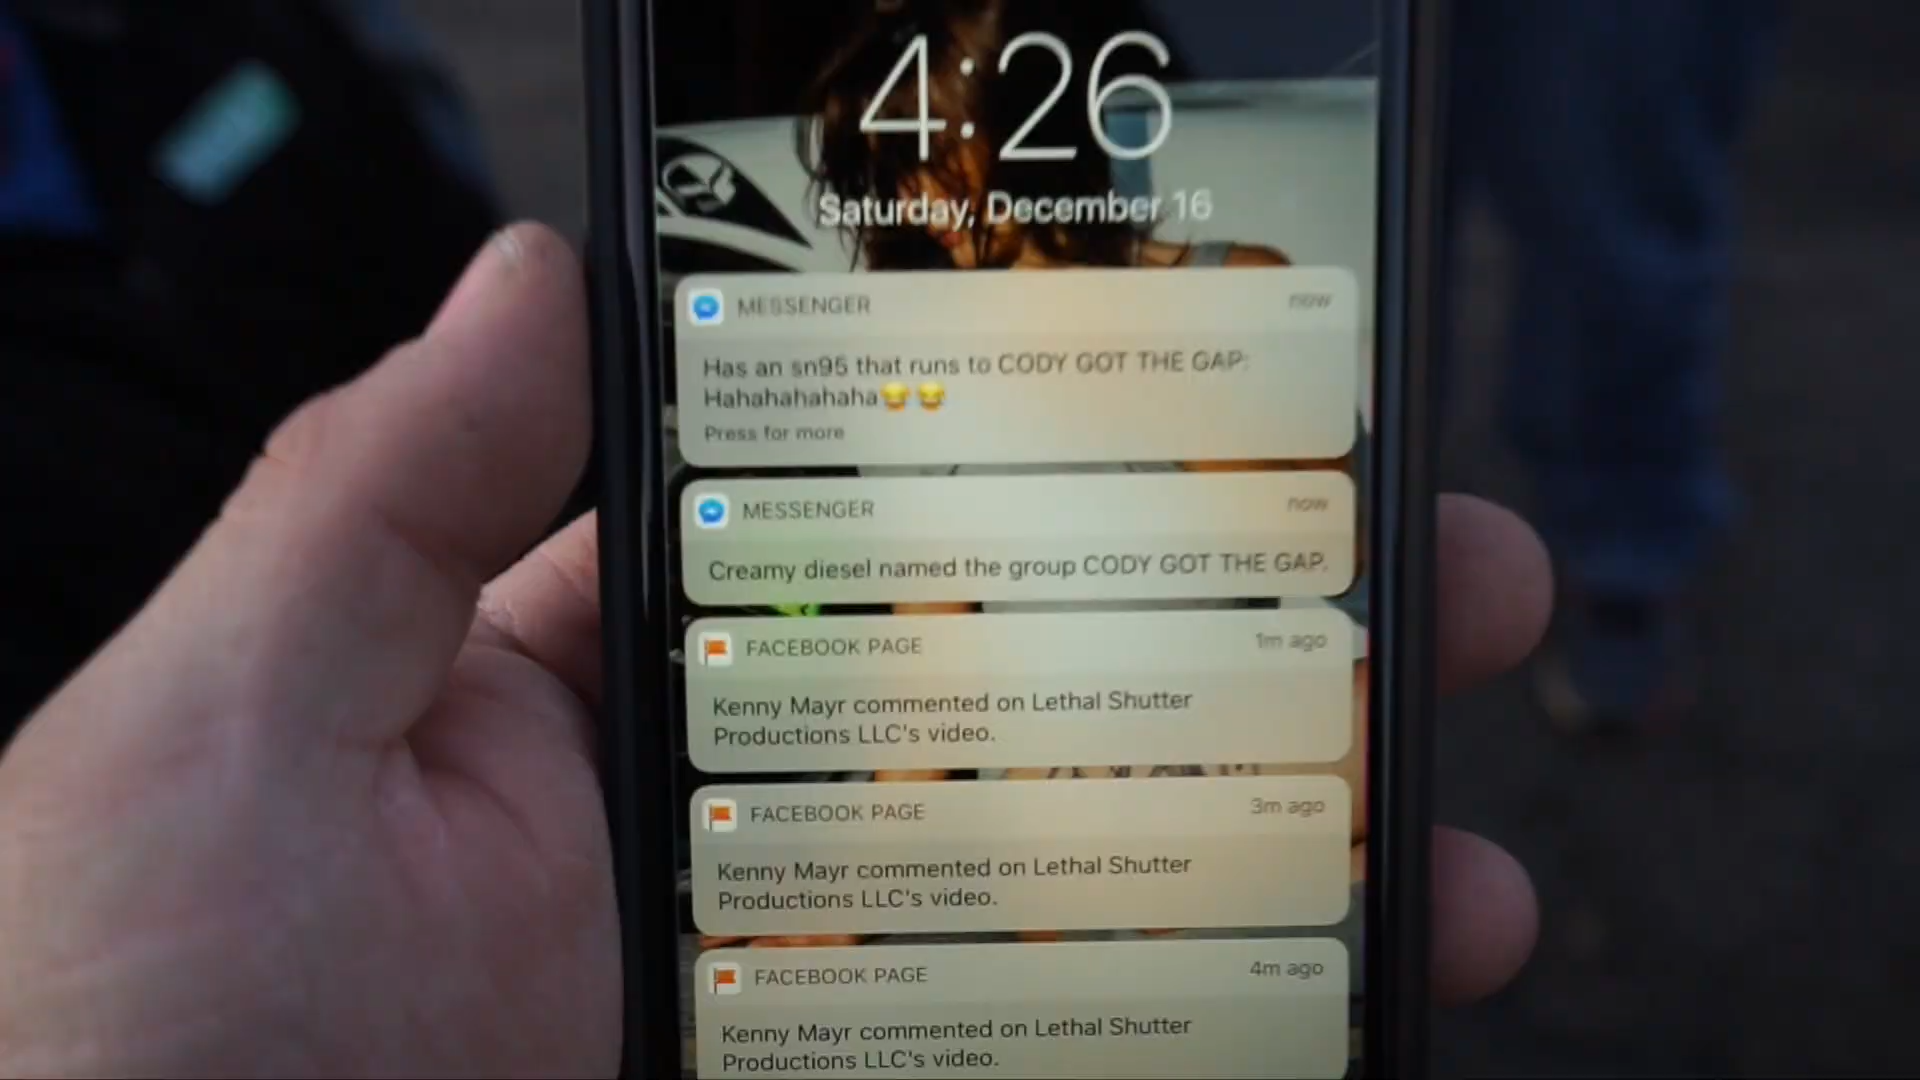 4:26
Saturday, December 16
MESSENGER now
Has an sn95 that runs to CODY GOT THE GAP:
Hahahahahaha😂 😂
Press for more
MESSENGER now
Creamy diesel named the group CODY GOT THE GAP.
FACEBOOK PAGE 1m ago
Kenny Mayr commented on Lethal Shutter
Productions LLC's video.
FACEBOOK PAGE 3m ago
Kenny Mayr commented on Lethal Shutter
Productions LLC's video.
FACEBOOK PAGE 4m ago
Kenny Mayr commented on Lethal Shutter
Productions LLC's video.